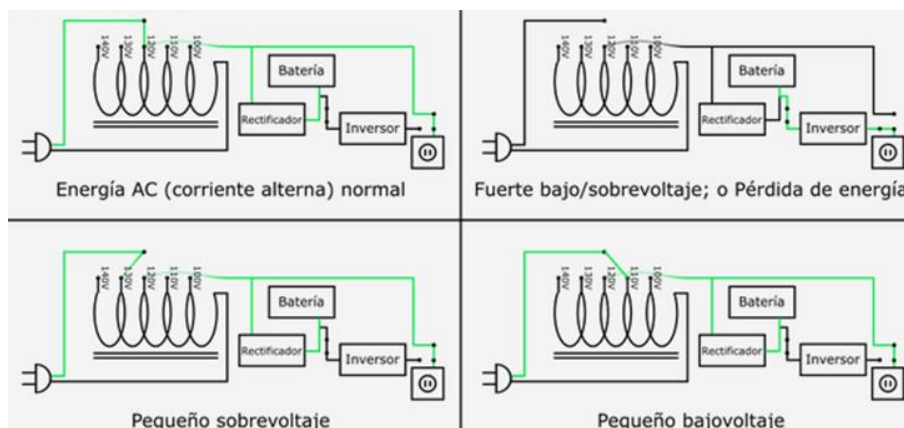 140V 130V 120V 110V 100V
Batería
Rectificador
Inversor
Energía AC (corriente alterna) normal
140V 130V 120V 110V 100V
Batería
Rectificador
Inversor
Fuerte bajo/sobrevoltaje; o Pérdida de energía
140V 130V 120V 110V 100V
Batería
Rectificador
Inversor
Pequeño sobrevoltaje
140V 130V 120V 110V 100V
Batería
Rectificador
Inversor
Pequeño bajovoltaje